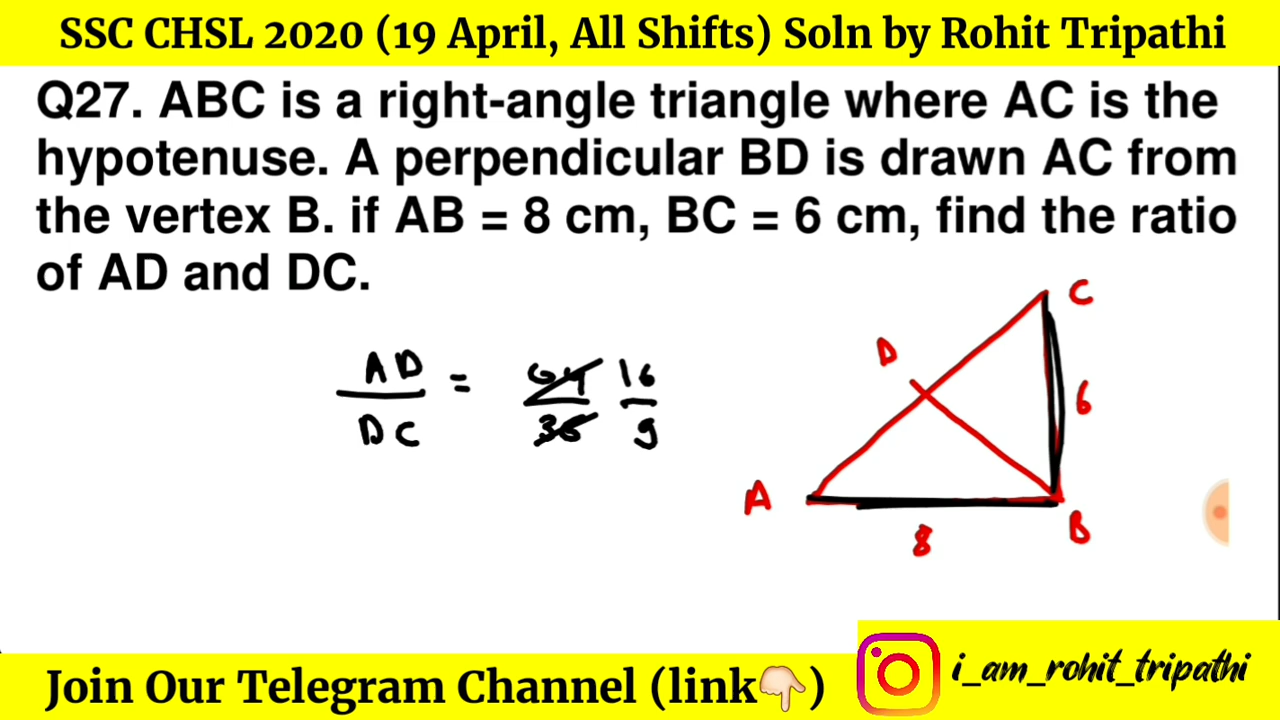 SSC CHSL 2020 (19 April, All Shifts) Soln by Rohit Tripathi
Q27. ABC is a right-angle triangle where AC is the
hypotenuse. A perpendicular BD is drawn AC from
the vertex B. if AB = 8 cm, BC = 6 cm, find the ratio
of AD and DC.
C
D
AD = 64 16
DC 36 9
6
A
B
8
Join Our Telegram Channel (link👇)
i_am_rohit_tripathi